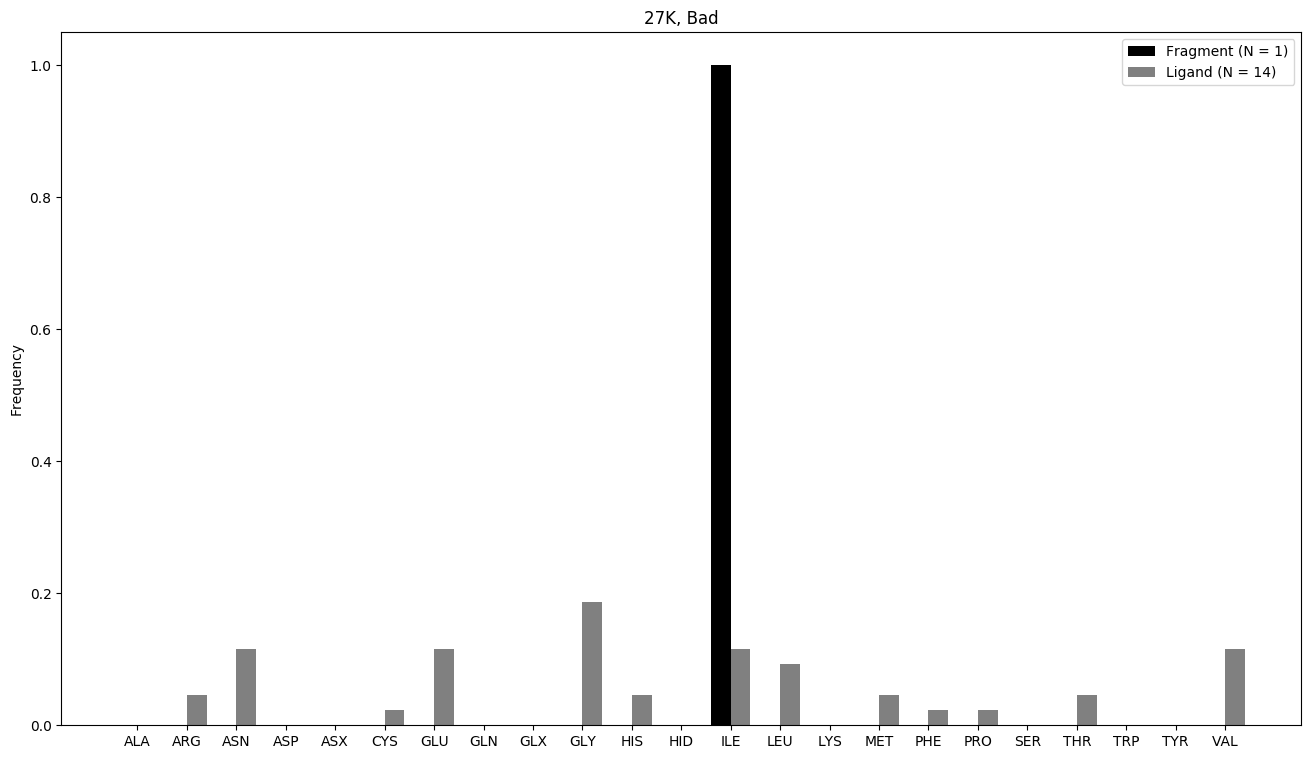 27K, Bad
Fragment (N = 1)
Ligand (N = 14)
1.0
0.8
0.6
0.4
0.2
0.0
Frequency
ALA ARG ASN ASP ASX CYS GLU GLN GLX GLY HIS HID ILE LEU LYS MET PHE PRO SER THR TRP TYR VAL